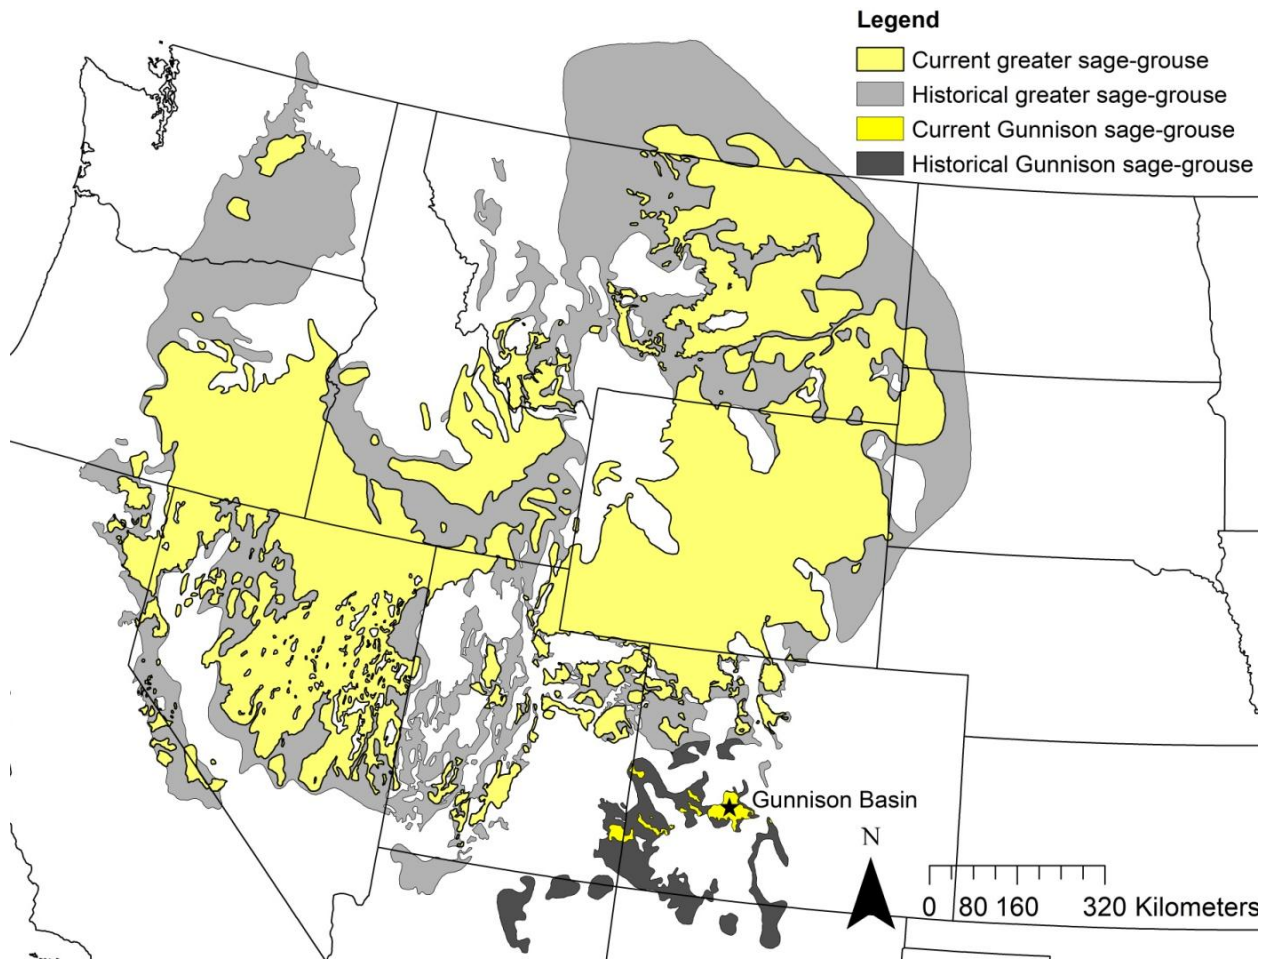 Legend
Current greater sage-grouse
Historical greater sage-grouse
Current Gunnison sage-grouse
Historical Gunnison sage-grouse
Gunnison Basin
N
0 80 160 320 Kilometers